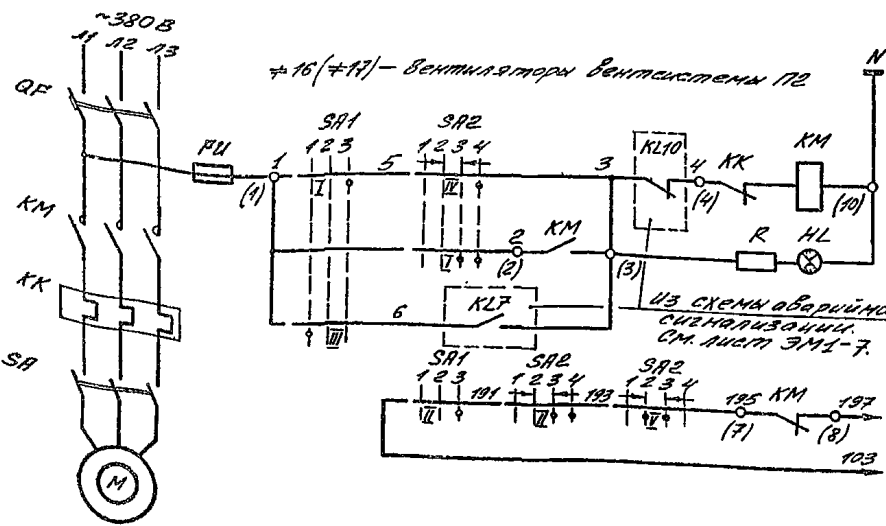 ~380 В
Л1 Л2 Л3
≠16 (≠17) – Вентиляторы вентсистемы П2
N
QF
FU
SA1
SA2
1 2 3
1 2 3 4
KL10
KK
KM
1
(1)
I
5
IV
3
4
(4)
(10)
KM
I
2
(2)
KM
(3)
R
HL
KK
6
III
KL7
Из схемы аварийно
сигнализации.
См. лист ЭМ1-7.
SA
SA1
SA2
SA2
1 2 3
191
1 2 3 4
193
1 2 3 4
195
KM
197
II
III
V
(7)
(8)
103
M